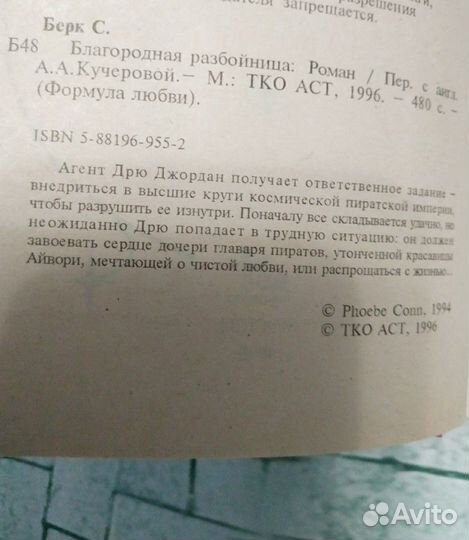 разрешения
запрещается.
Берк С.
Б48 Благородная разбойница: Роман / Пер. с англ.
А.А.Кучеровой.— М.: ТКО АСТ, 1996. — 480 с. —
(Формула любви).
ISBN 5-88196-955-2
Агент Дрю Джордан получает ответственное задание —
внедриться в высшие круги космической пиратской империи,
чтобы разрушить ее изнутри. Поначалу все складывается удачно, но
неожиданно Дрю попадает в трудную ситуацию: он должен
завоевать сердце дочери главаря пиратов, утонченной красавицы
Айвори, мечтающей о чистой любви, или распрощаться с жизнью...
© Phoebe Conn, 1994
© ТКО АСТ, 1996
Avito